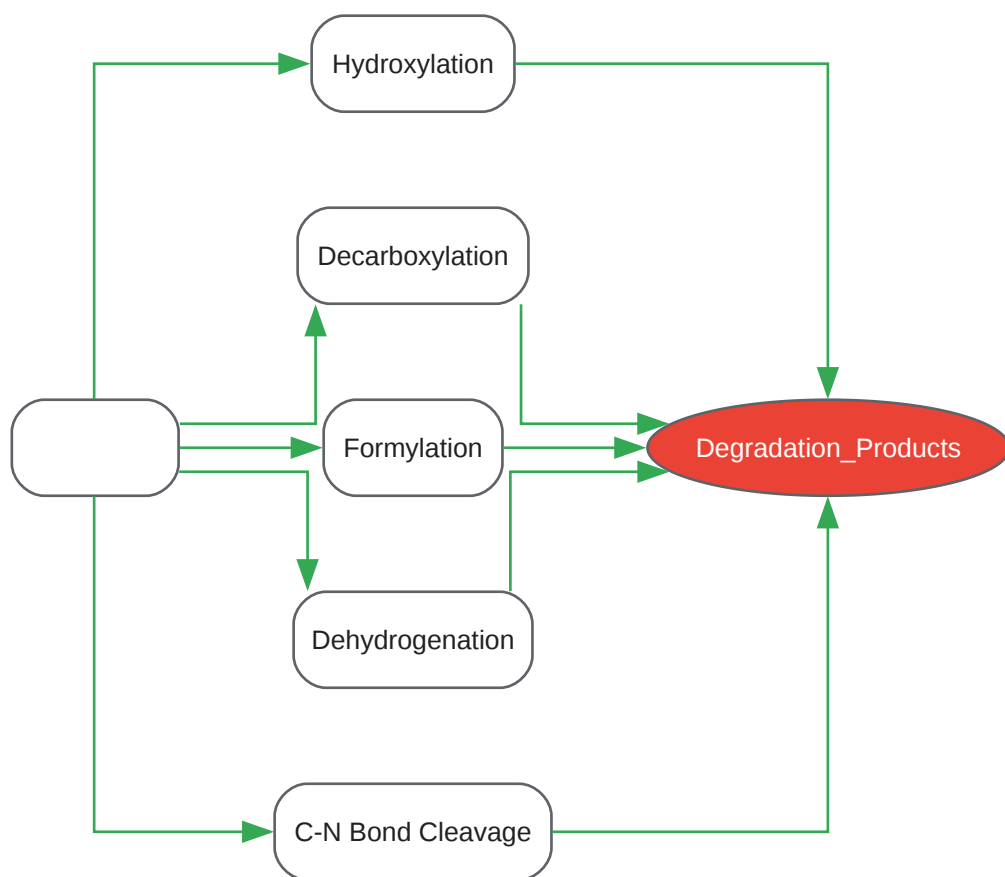 Hydroxylation
Decarboxylation
Formylation
Degradation_Products
Dehydrogenation
C-N Bond Cleavage